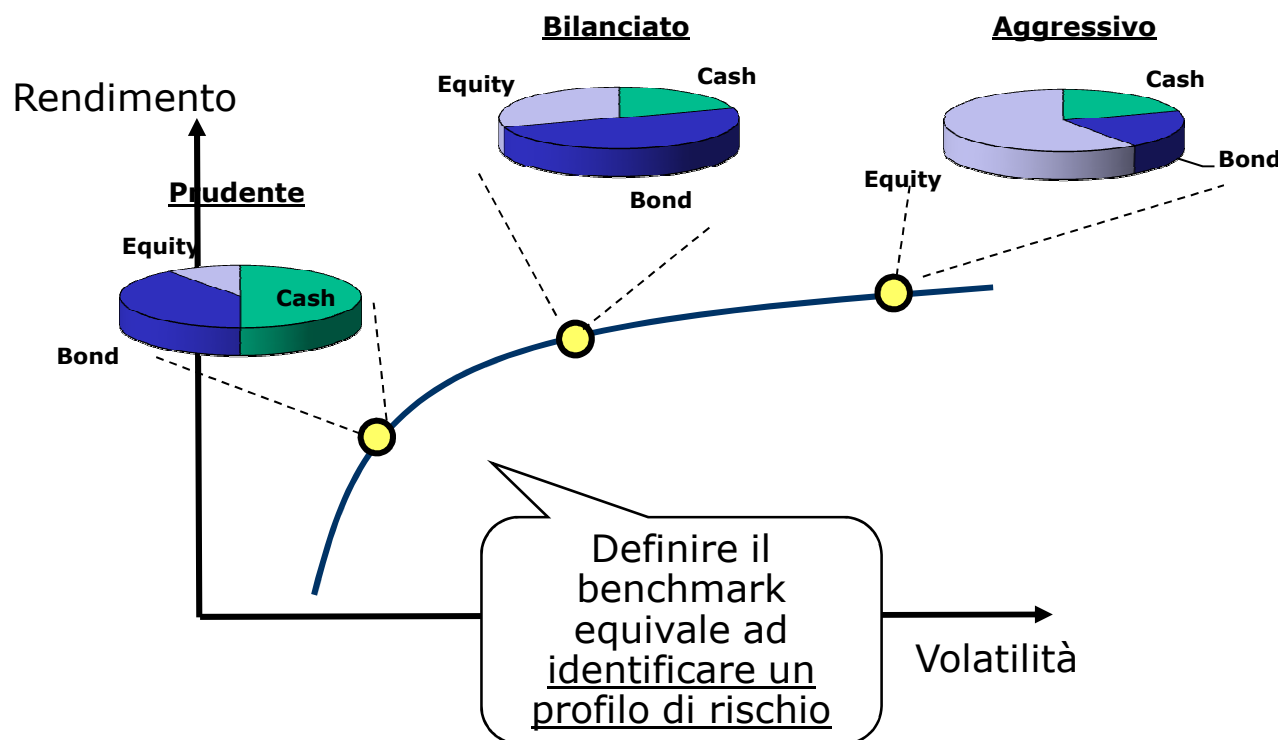 Bilanciato
Aggressivo
Equity
Cash
Cash
Rendimento
Bond
Equity
Prudente
Bond
Equity
Cash
Bond
Definire il
benchmark
equivale ad
identificare un
profilo di rischio
Volatilità